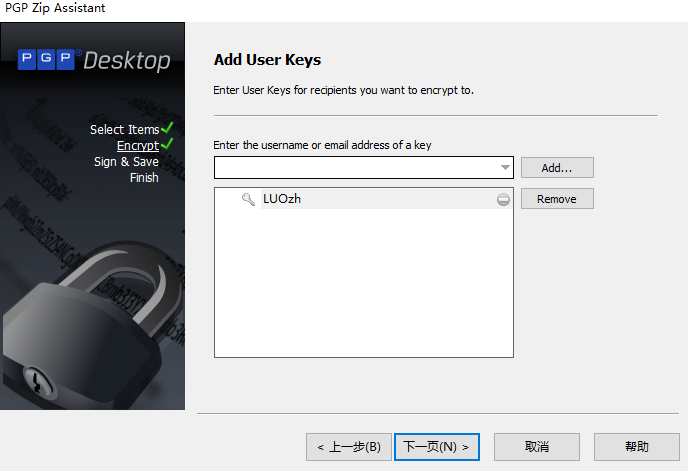 PGP Zip Assistant
PGP® Desktop
Select Items
Encrypt
Sign & Save
Finish
Add User Keys
Enter User Keys for recipients you want to encrypt to.
Enter the username or email address of a key
Add...
LUOzh
Remove
< 上一步(B)
下一页(N) >
取消
帮助